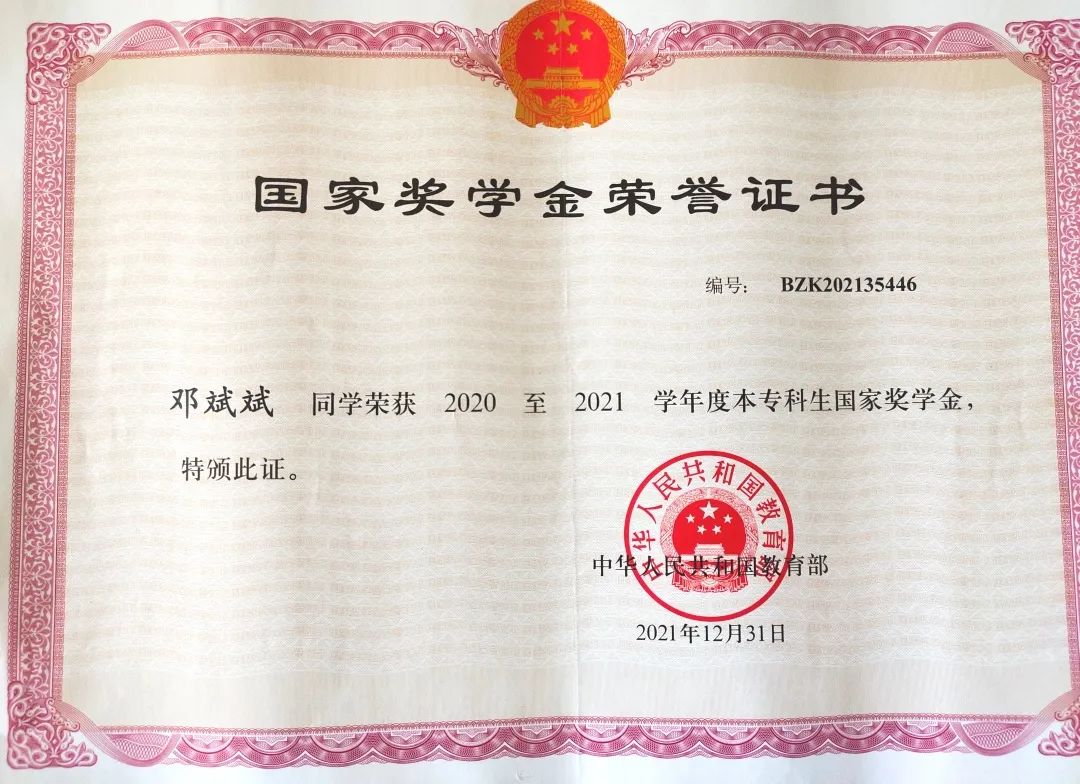 国家奖学金荣誉证书
编号： BZK202135446
邓斌斌 同学荣获 2020 至 2021 学年度本专科生国家奖学金，
特颁此证。
中华人民共和国教育部
中华人民共和国教育部
2021年12月31日